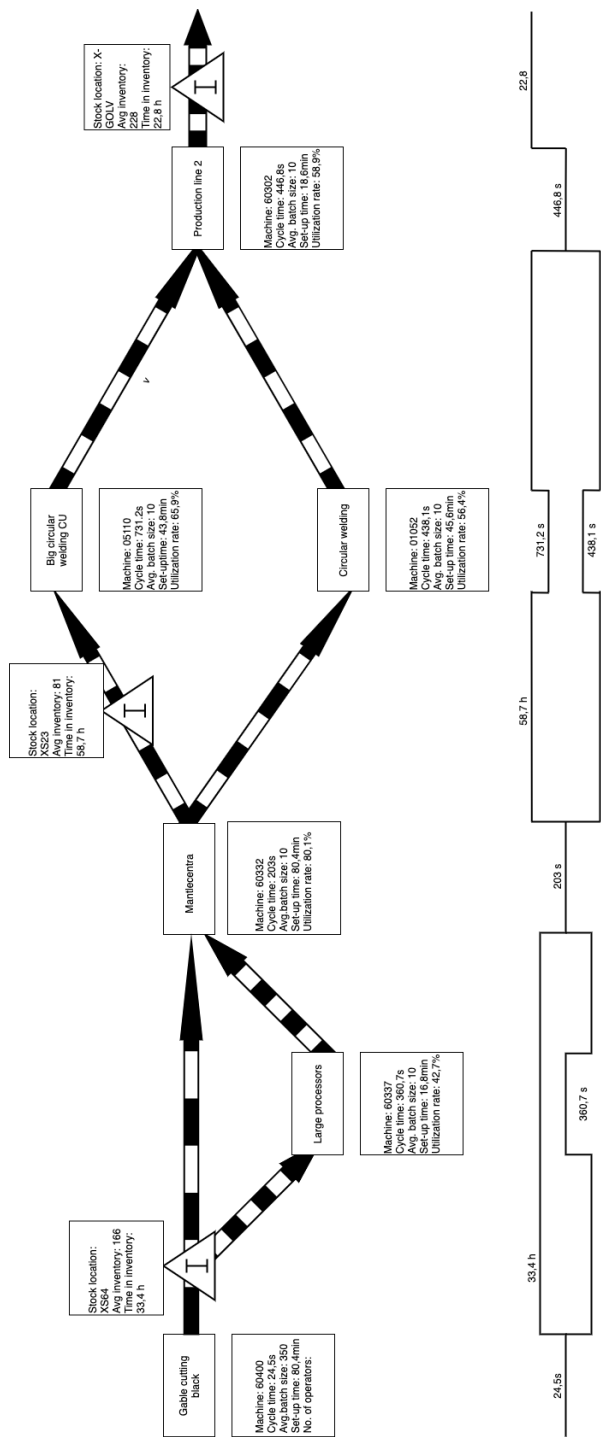 Gable cutting
black
Machine: 60400
Cycle time: 24,5s
Avg.batch size: 350
Set-up time: 80,4min
No. of operators:
Stock location:
XS64
Avg inventory: 166
Time in inventory:
33,4 h
I
Large processors
Machine: 60337
Cycle time: 360,7s
Avg. batch size: 10
Set-up time: 16,8min
Utilization rate: 42,7%
Mantlecentra
Machine: 60332
Cycle time: 203s
Avg.batch size: 10
Set-up time: 80,4min
Utilization rate: 80,1%
Stock location:
XS23
Avg inventory: 81
Time in inventory:
58,7 h
I
Big circular
welding CU
Machine: 05110
Cycle time: 731.2s
Avg. batch size: 10
Set-uptime: 43,8min
Utilization rate: 65,9%
Circular welding
Machine: 01052
Cycle time: 438,1s
Avg. batch size: 10
Set-up time: 45,6min
Utilization rate: 56,4%
v
Production line 2
Machine: 60302
Cycle time: 446,8s
Avg. batch size: 10
Set-up time: 18,6min
Utilization rate: 58,9%
Stock location: X-
GOLV
Avg inventory:
228
Time in inventory:
22,8 h
I
24,5s
33,4 h
360,7 s
203 s
58,7 h
731,2 s
438,1 s
446,8 s
22,8